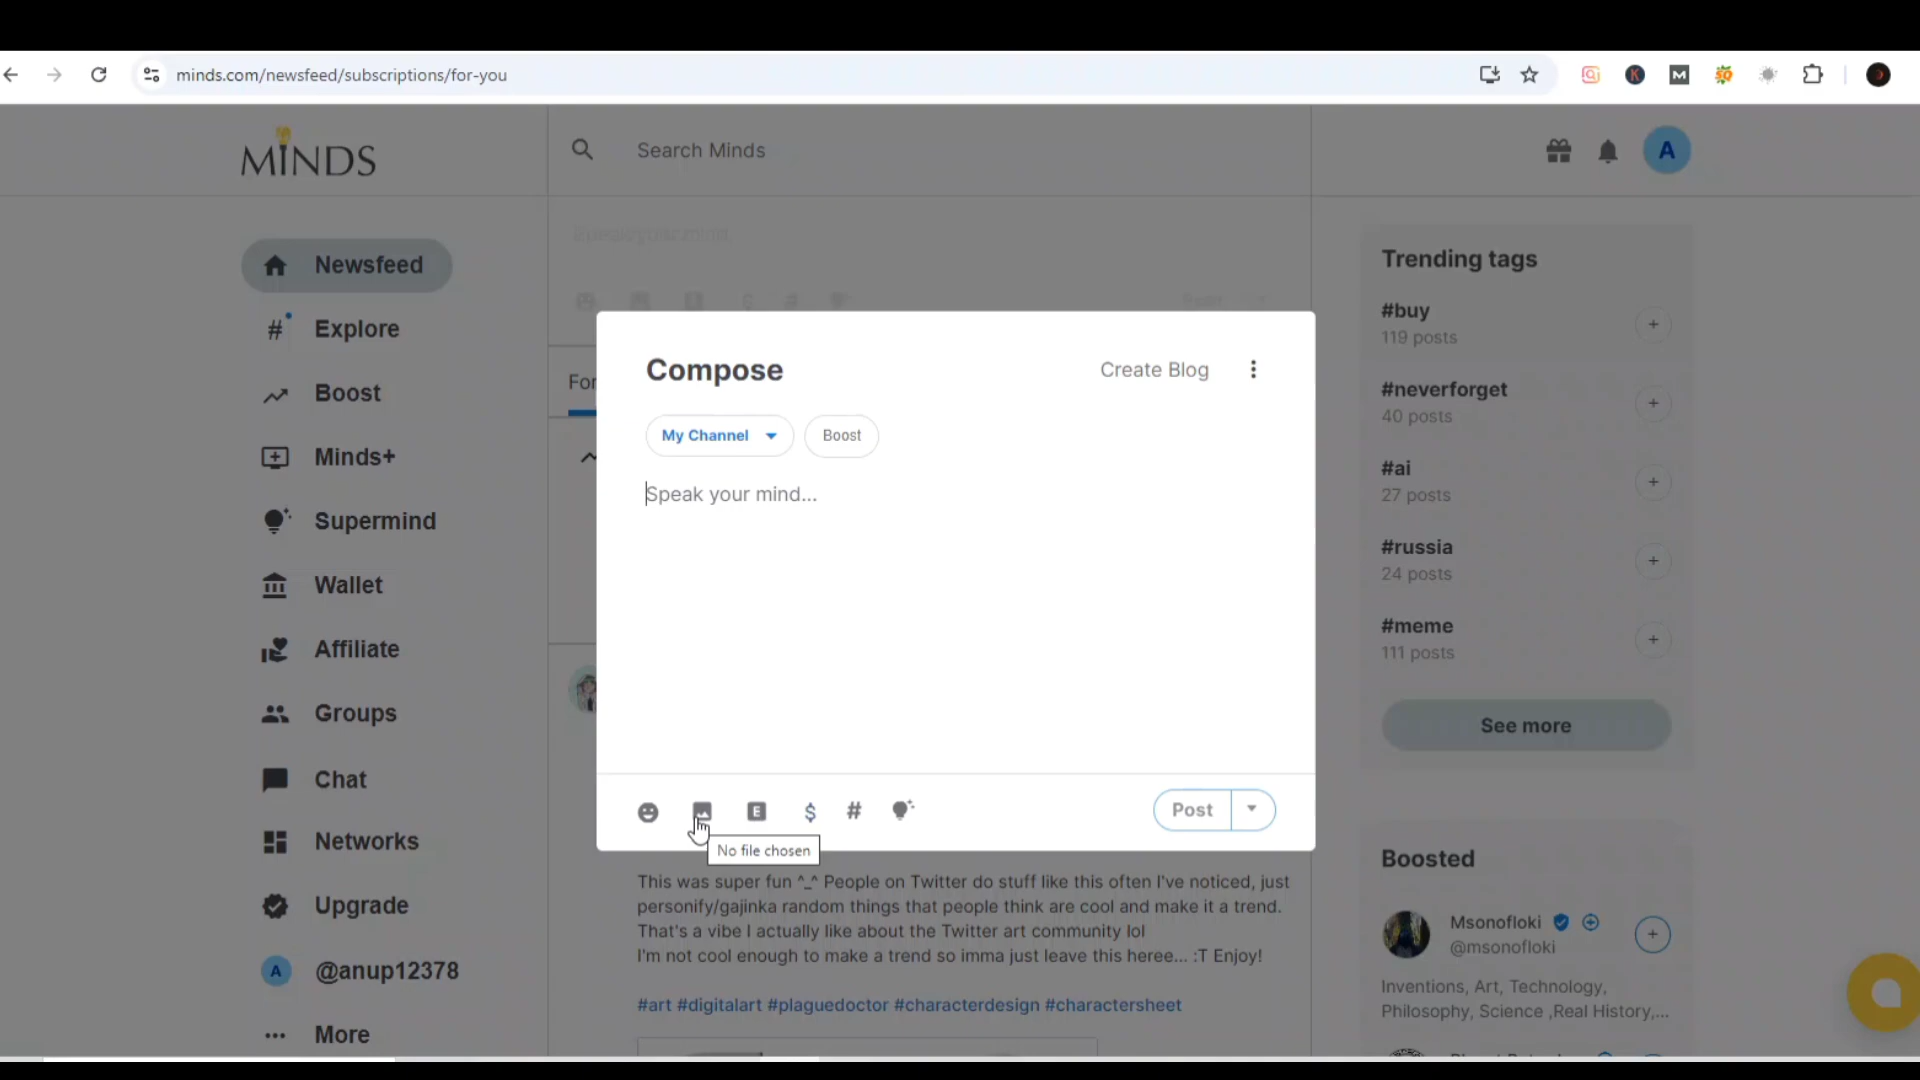 minds.com/newsfeed/subscriptions/for-you
MINDS
Search Minds
A
Newsfeed
Explore
Boost
Minds+
Supermind
Wallet
Affiliate
Groups
Chat
Networks
Upgrade
A @anup12378
More
For
Compose
Create Blog
My Channel
Boost
Speak your mind...
E $ #
Post
No file chosen
This was super fun ^_^ People on Twitter do stuff like this often I've noticed, just
personify/gajinka random things that people think are cool and make it a trend.
That's a vibe I actually like about the Twitter art community lol
I'm not cool enough to make a trend so imma just leave this heree... :T Enjoy!
#art #digitalart #plaguedoctor #characterdesign #charactersheet
Trending tags
#buy
119 posts
#neverforget
40 posts
#ai
27 posts
#russia
24 posts
#meme
111 posts
See more
Boosted
Msonofloki
@msonofloki
Inventions, Art, Technology,
Philosophy, Science ,Real History,...